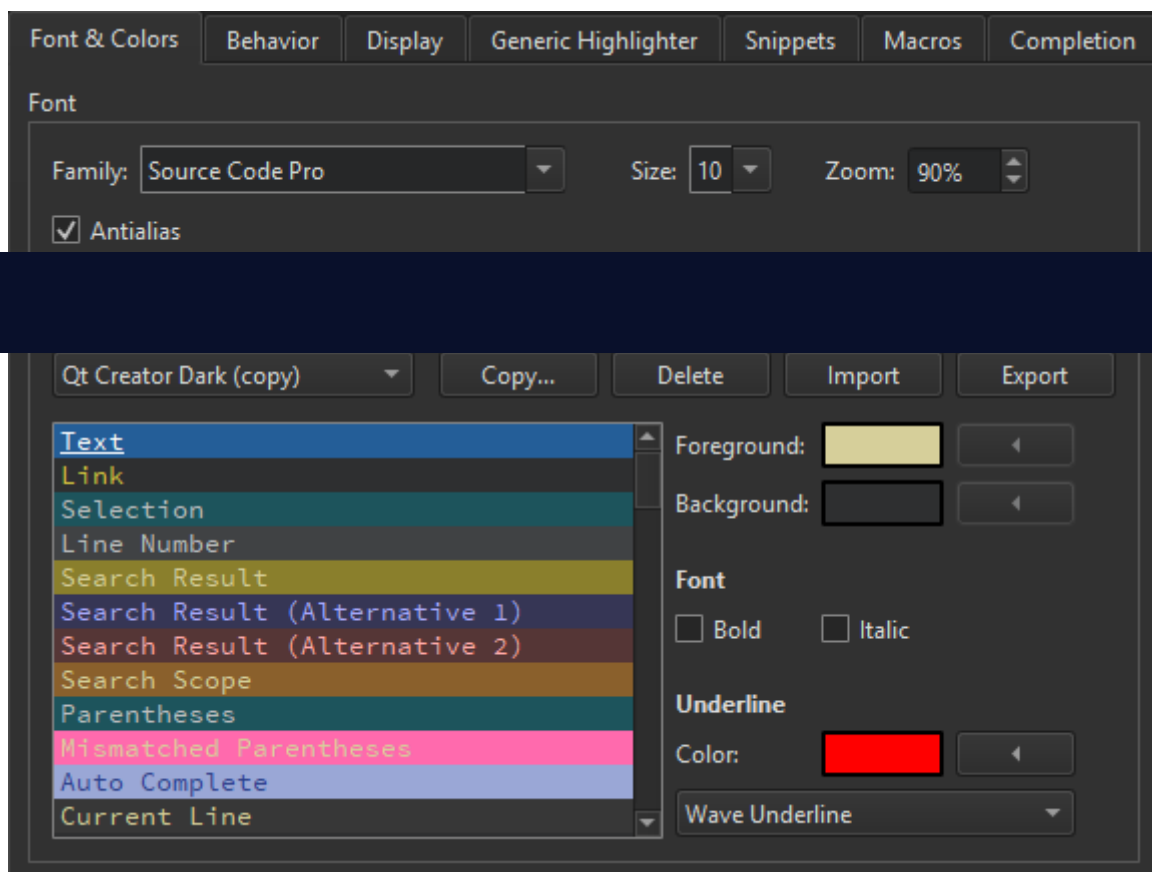 Font & Colors Behavior Display Generic Highlighter Snippets Macros Completion
Font
Family: Source Code Pro Size: 10 Zoom: 90%
Antialias
Qt Creator Dark (copy) Copy... Delete Import Export
Text
Link
Selection
Line Number
Search Result
Search Result (Alternative 1)
Search Result (Alternative 2)
Search Scope
Parentheses
Mismatched Parentheses
Auto Complete
Current Line
Foreground:
Background:
Font
Bold Italic
Underline
Color:
Wave Underline